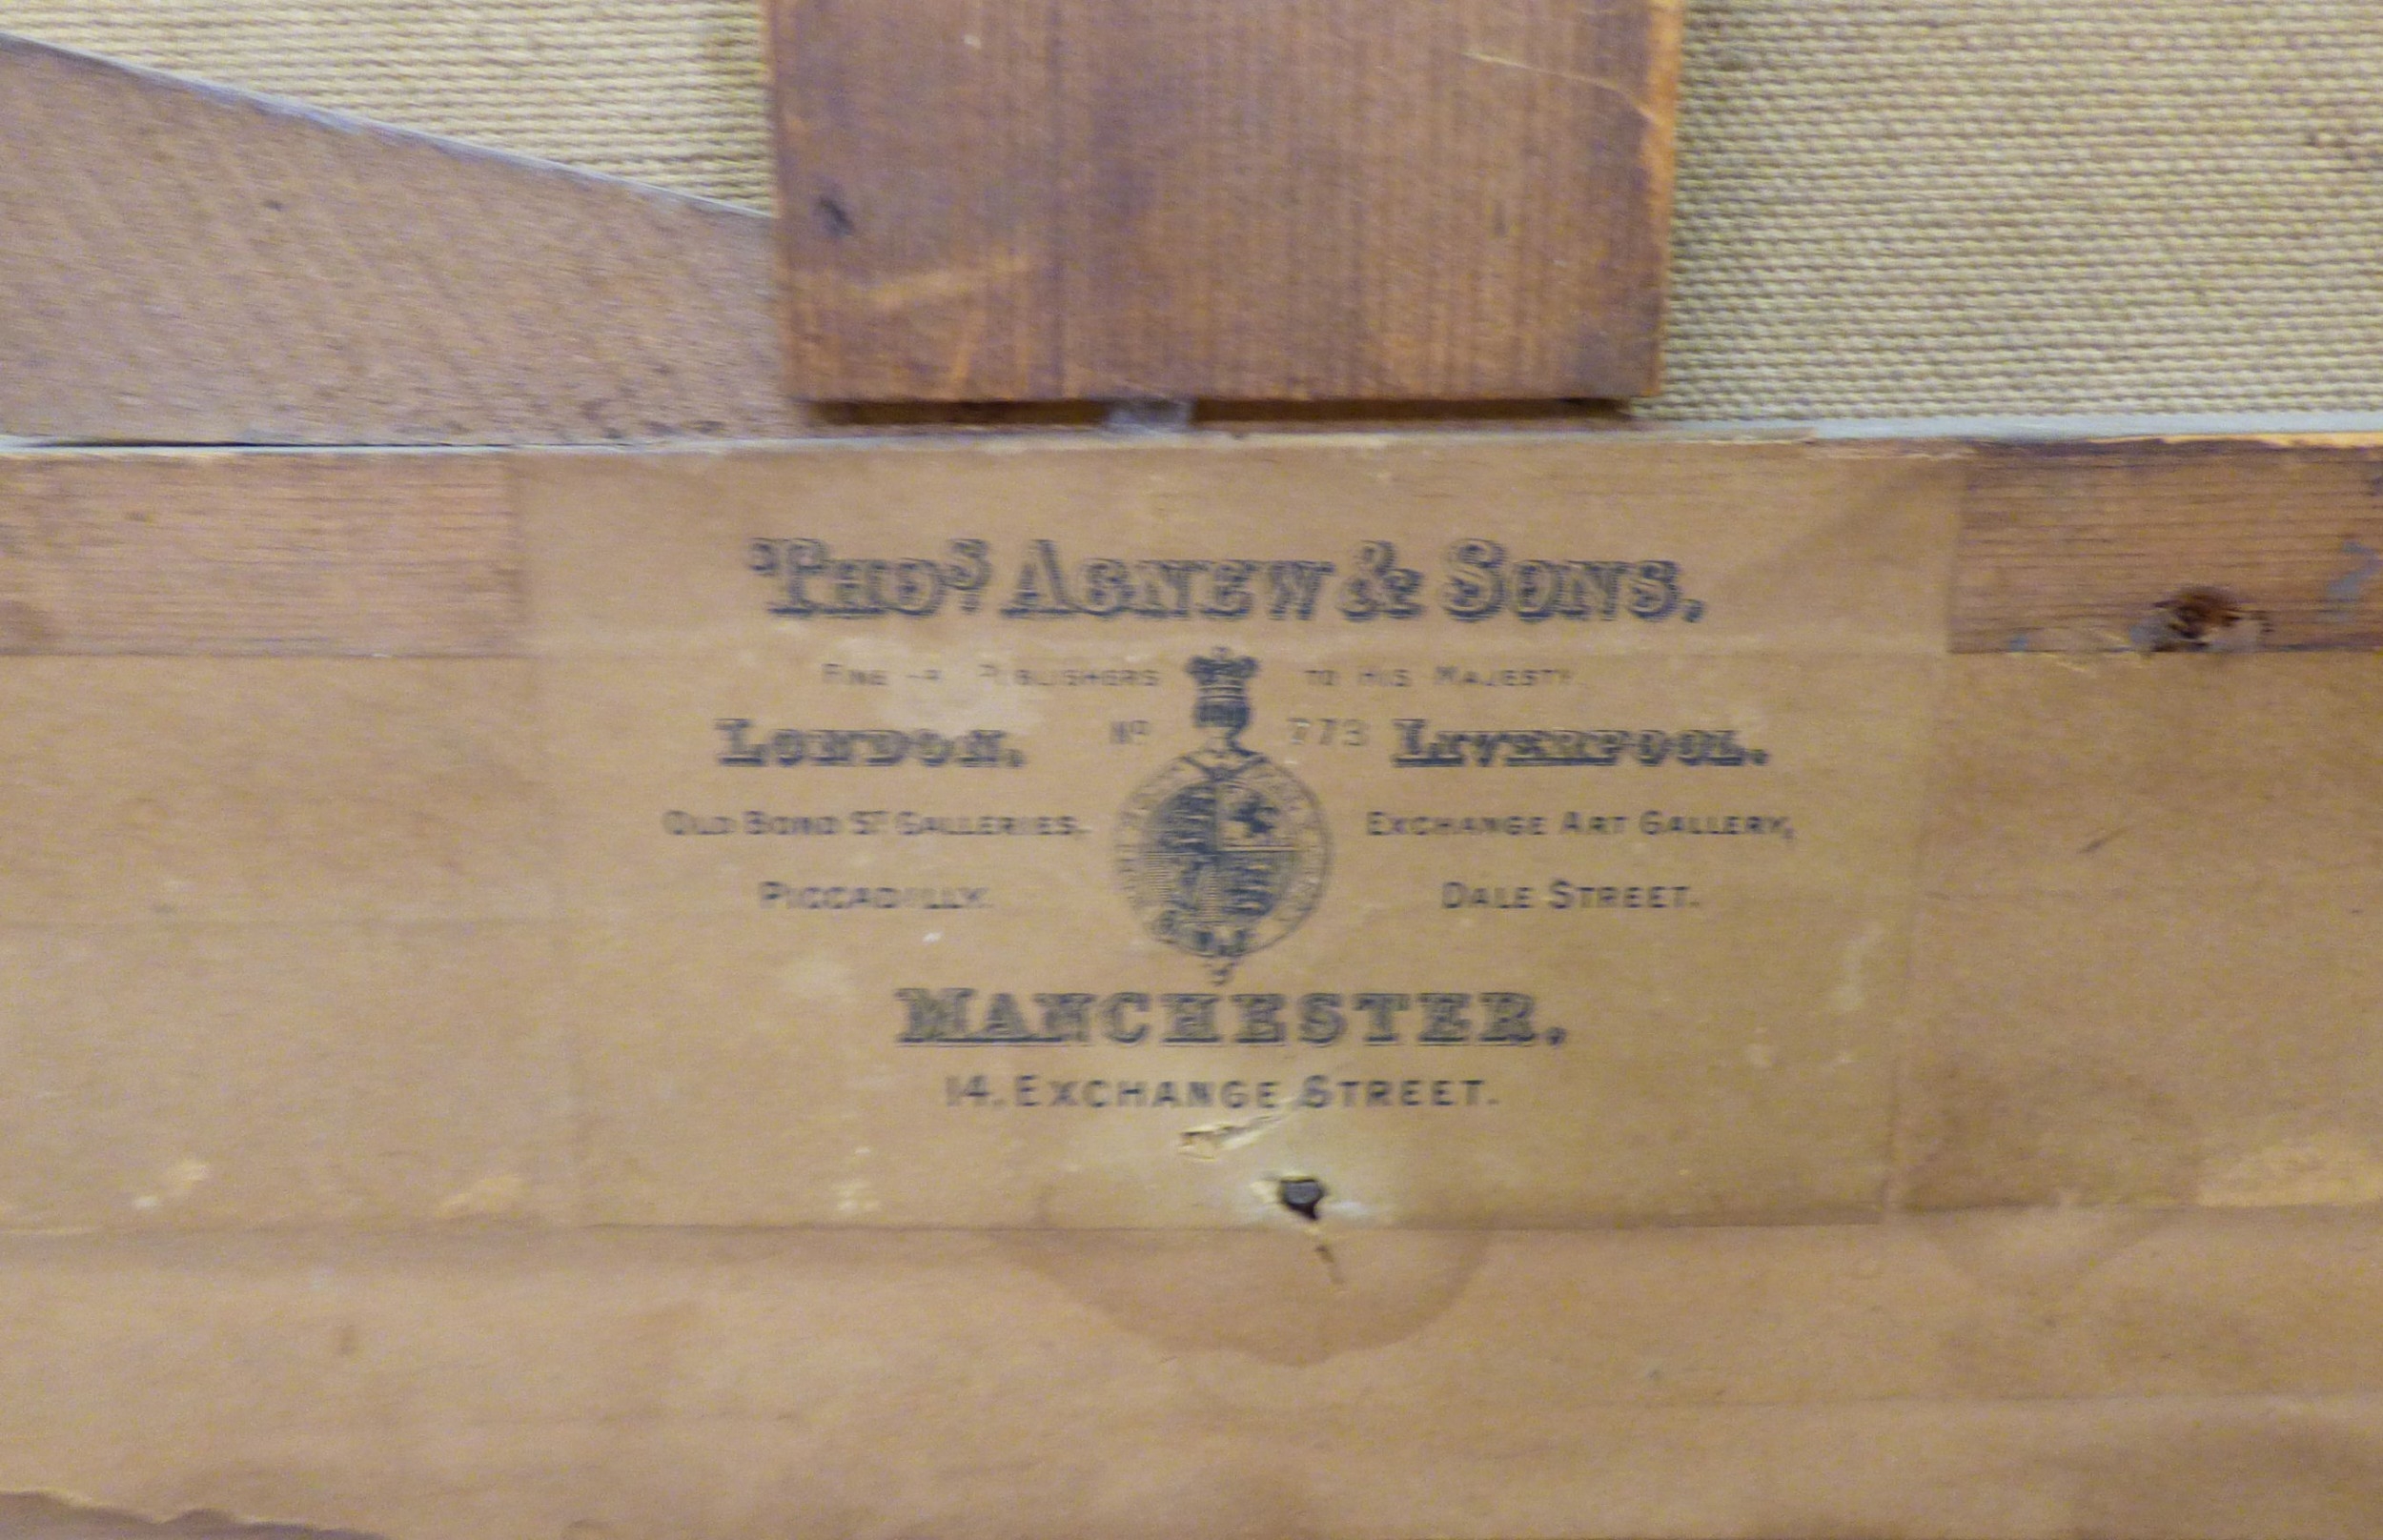 Thos Agnew & Sons,
Fine Publishers to His Majesty
London. No 773 Liverpool.
Old Bond St Galleries, Exchange Art Gallery,
Piccadilly. Dale Street.
Manchester.
14, Exchange Street.